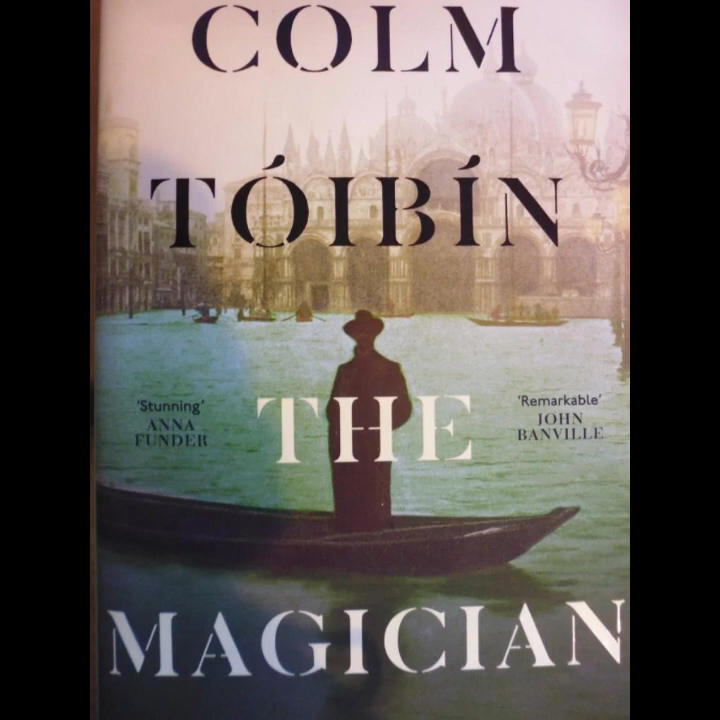 COLM
TÓIBÍN
'Stunning'
ANNA
FUNDER
THE
'Remarkable'
JOHN
BANVILLE
MAGICIAN